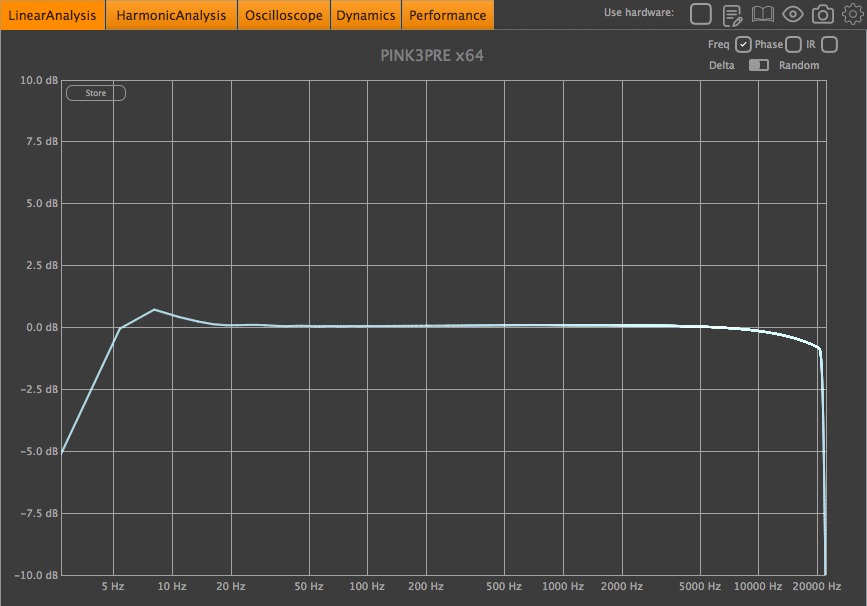 LinearAnalysis HarmonicAnalysis Oscilloscope Dynamics Performance Use hardware:
Freq Phase IR
PINK3PRE x64
Delta Random
10.0 dB
Store
7.5 dB
5.0 dB
2.5 dB
0.0 dB
−2.5 dB
−5.0 dB
−7.5 dB
−10.0 dB
5 Hz 10 Hz 20 Hz 50 Hz 100 Hz 200 Hz 500 Hz 1000 Hz 2000 Hz 5000 Hz 10000 Hz 20000 Hz